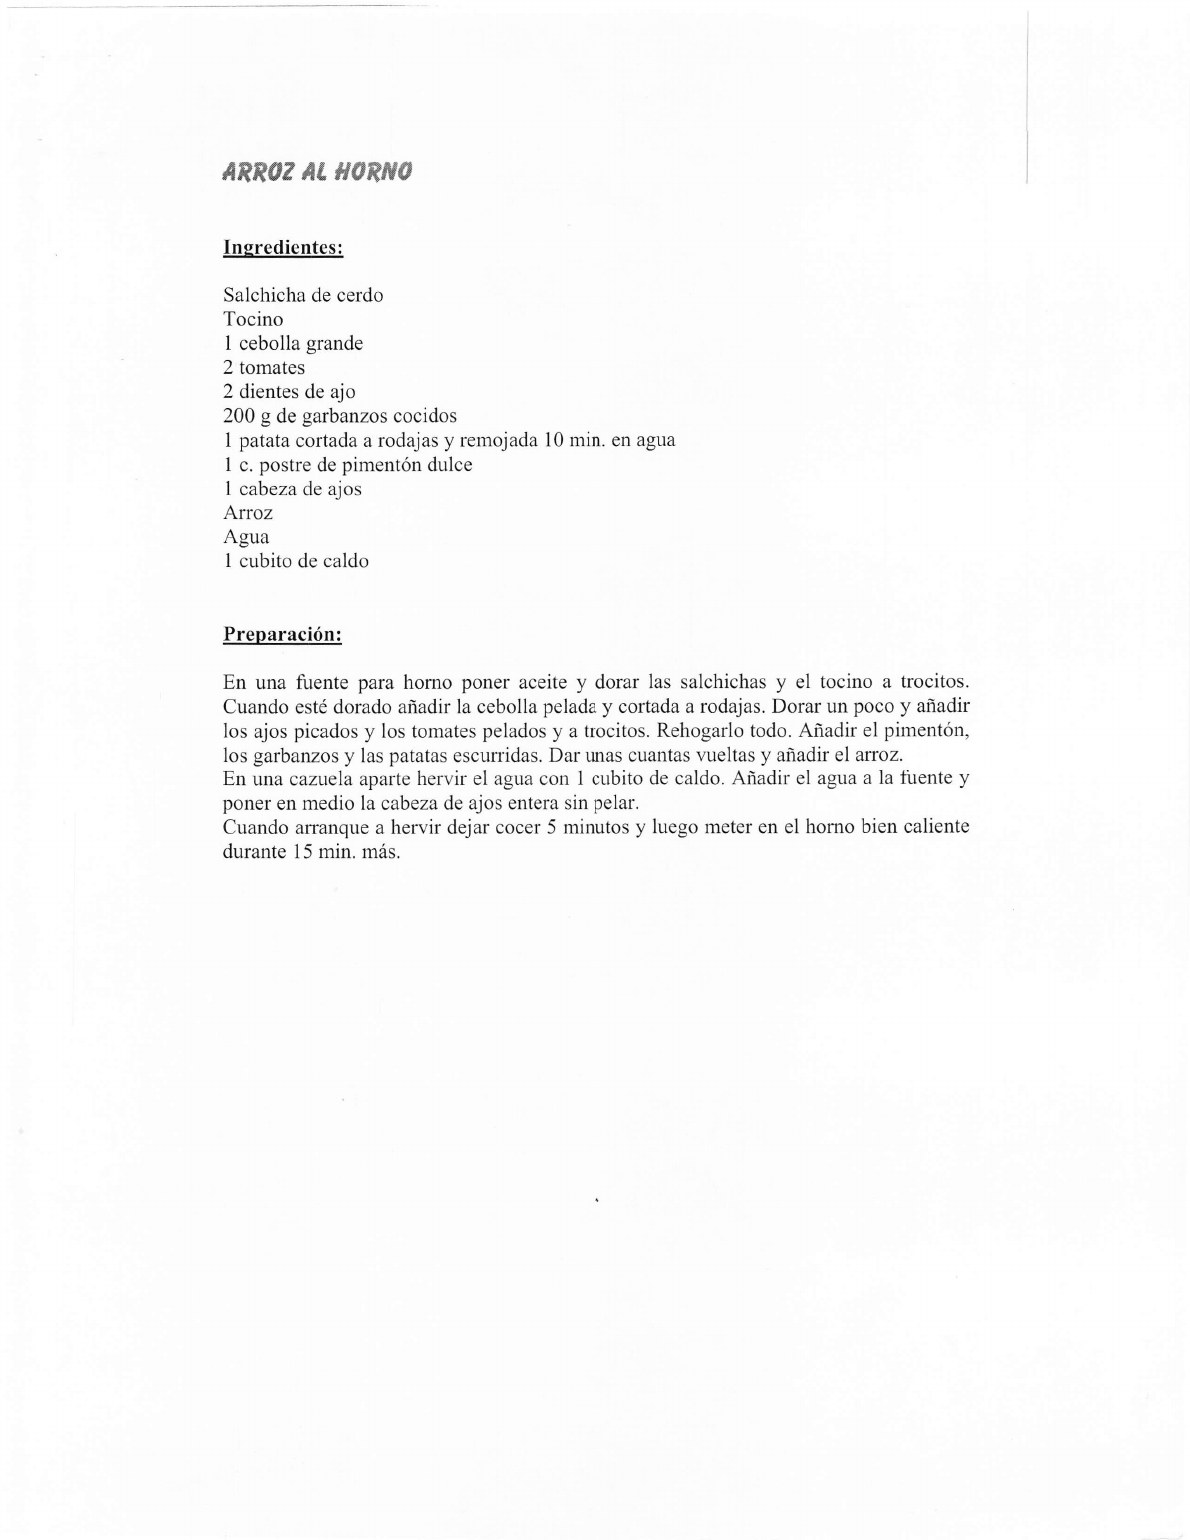 ARROZ AL HORNO
Ingredientes:
Salchicha de cerdo
Tocino
1 cebolla grande
2 tomates
2 dientes de ajo
200 g de garbanzos cocidos
1 patata cortada a rodajas y remojada 10 min. en agua
1 c. postre de pimentón dulce
1 cabeza de ajos
Arroz
Agua
1 cubito de caldo
Preparación:
En una fuente para horno poner aceite y dorar las salchichas y el tocino a trocitos.
Cuando esté dorado añadir la cebolla pelada y cortada a rodajas. Dorar un poco y añadir
los ajos picados y los tomates pelados y a trocitos. Rehogarlo todo. Añadir el pimentón,
los garbanzos y las patatas escurridas. Dar unas cuantas vueltas y añadir el arroz.
En una cazuela aparte hervir el agua con 1 cubito de caldo. Añadir el agua a la fuente y
poner en medio la cabeza de ajos entera sin pelar.
Cuando arranque a hervir dejar cocer 5 minutos y luego meter en el horno bien caliente
durante 15 min. más.